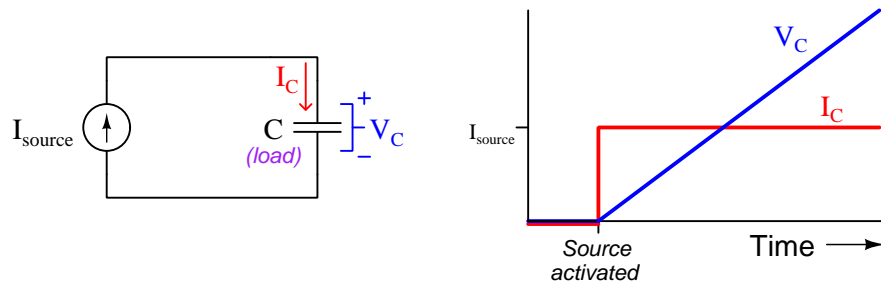 I_C
+
I_source
C
V_C
(load)
–
V_C
I_C
I_source
Source
activated
Time